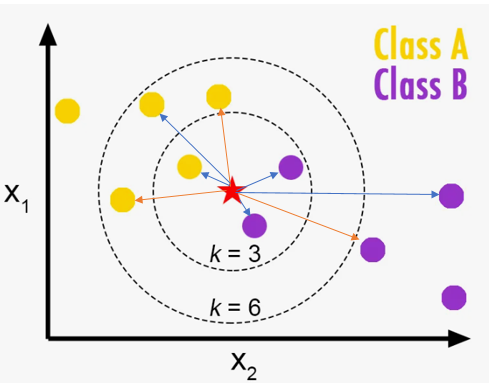 Class A
Class B
x1
k = 3
k = 6
x2